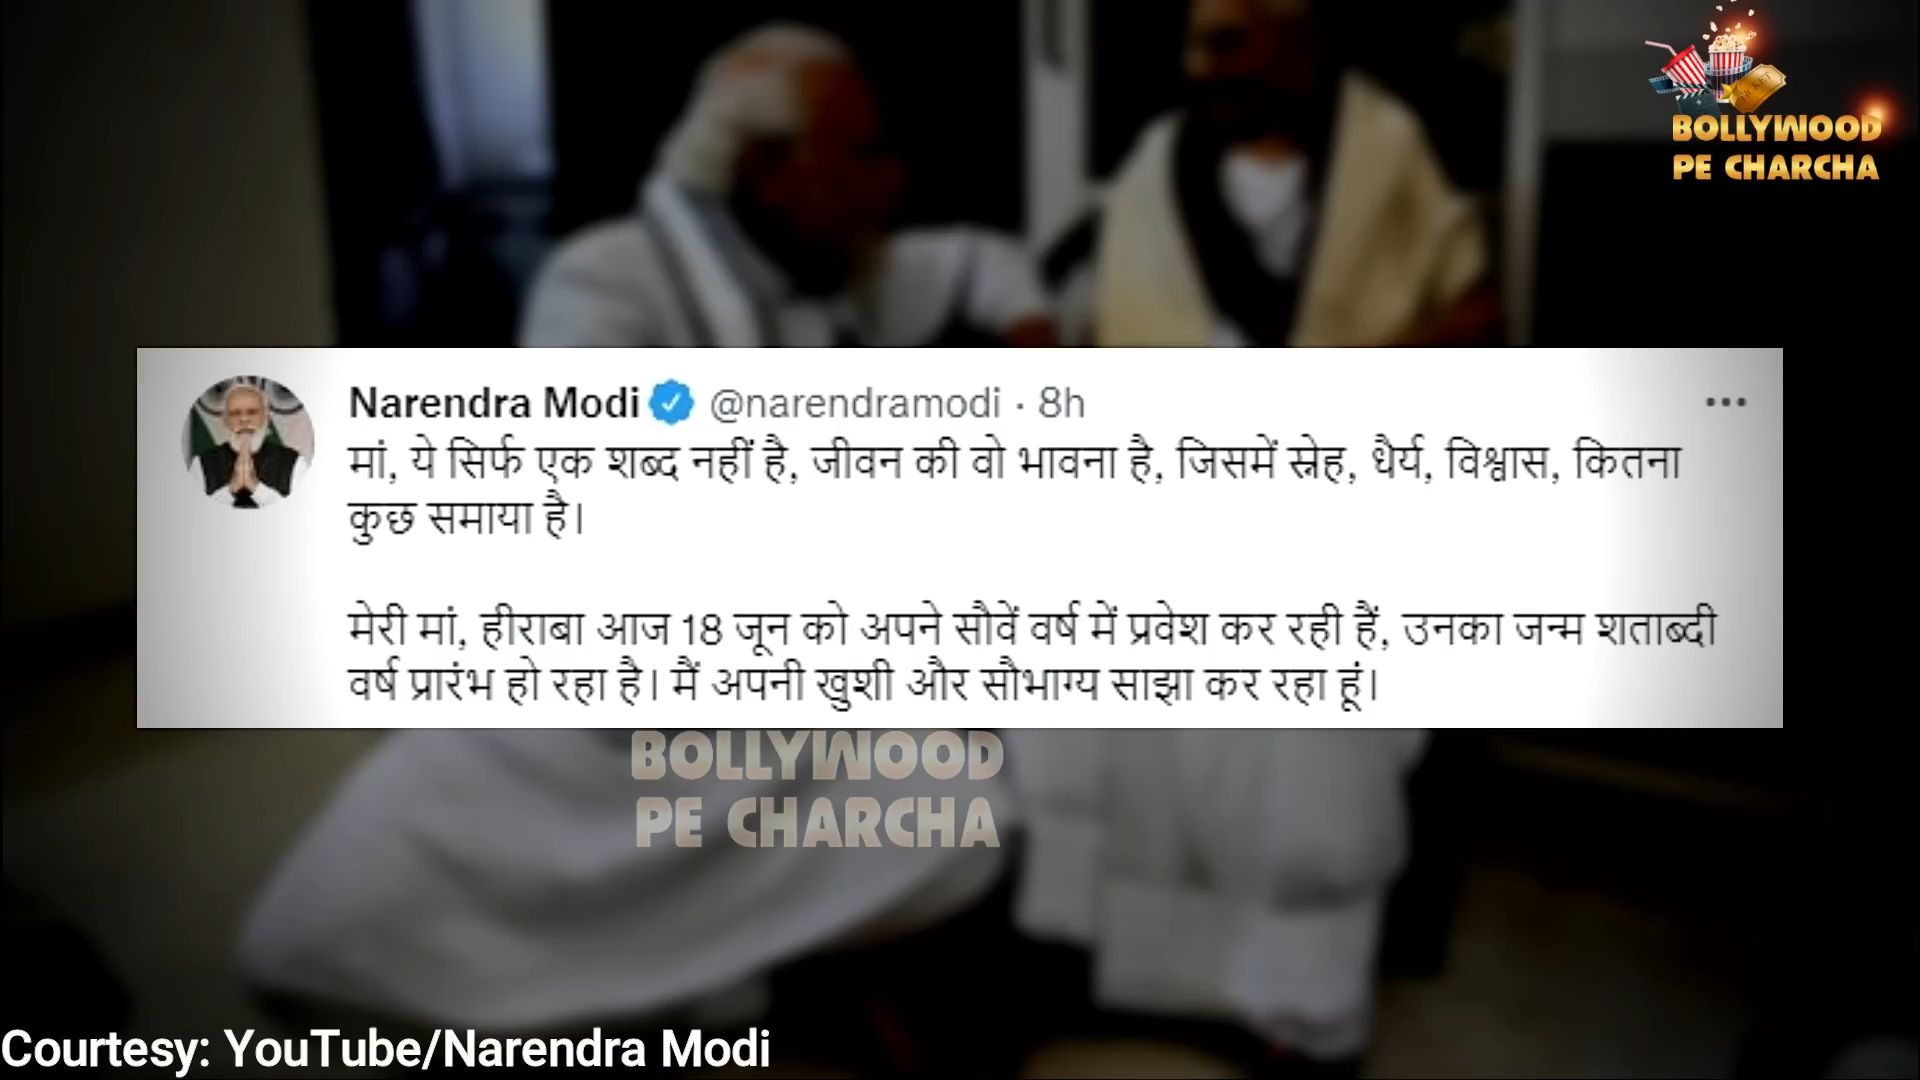 BOLLYWOOD
PE CHARCHA
Narendra Modi @narendramodi · 8h
मां, ये सिर्फ एक शब्द नहीं है, जीवन की वो भावना है, जिसमें स्नेह, धैर्य, विश्वास, कितना
कुछ समाया है।
मेरी मां, हीराबा आज 18 जून को अपने सौवें वर्ष में प्रवेश कर रही हैं, उनका जन्म शताब्दी
वर्ष प्रारंभ हो रहा है। मैं अपनी खुशी और सौभाग्य साझा कर रहा हूं।
BOLLYWOOD
PE CHARCHA
Courtesy: YouTube/Narendra Modi